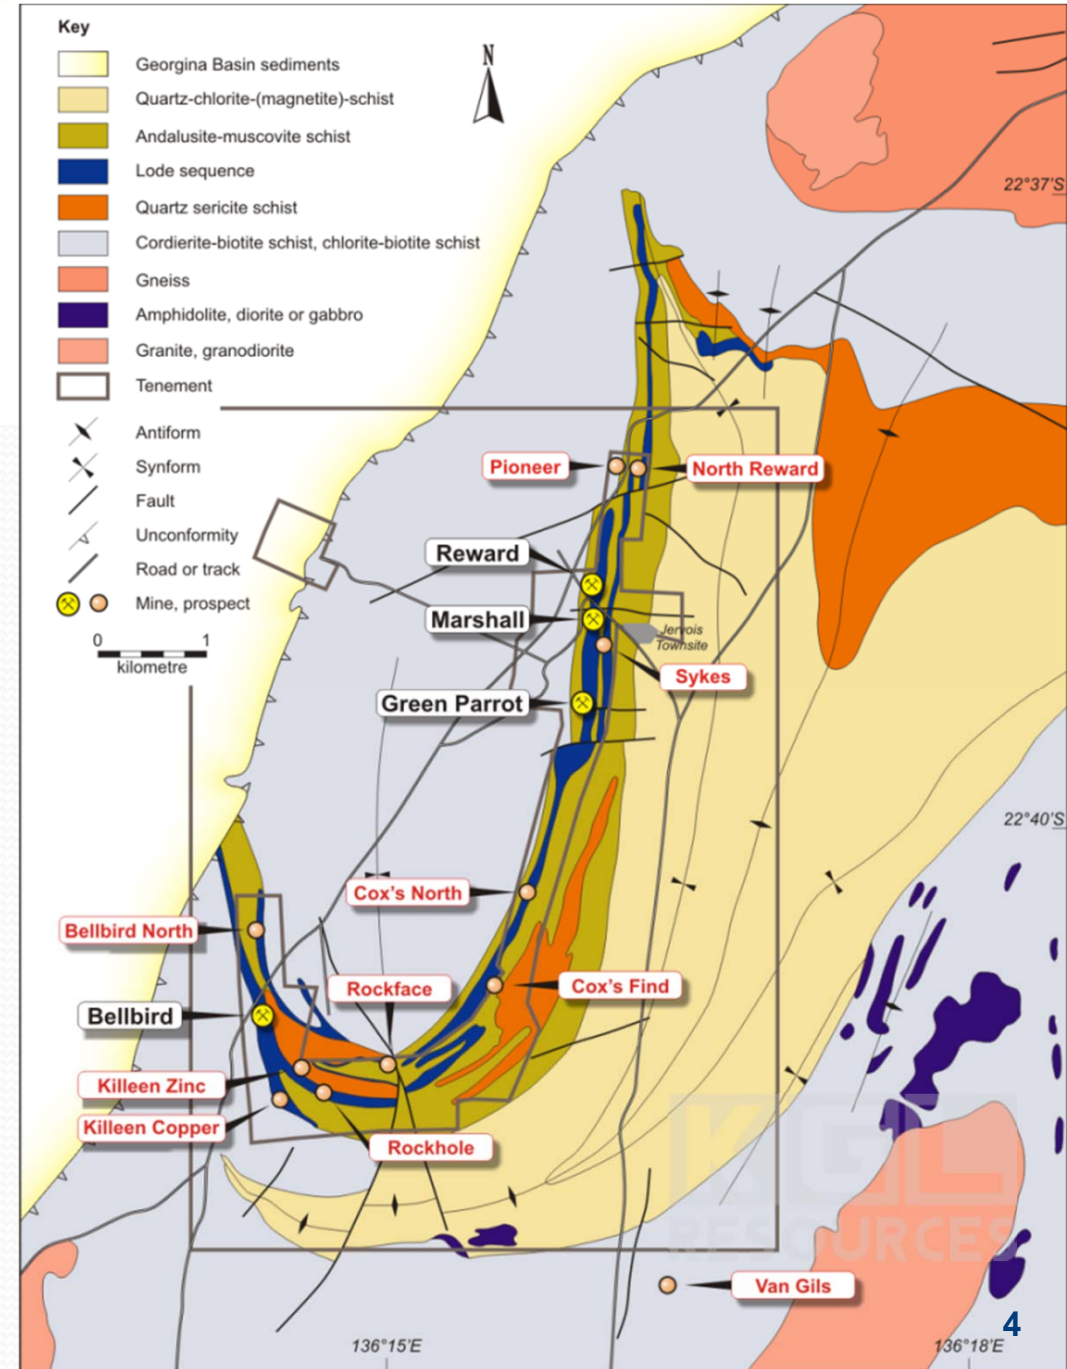 Key
Georgina Basin sediments
Quartz-chlorite-(magnetite)-schist
Andalusite-muscovite schist
Lode sequence
Quartz sericite schist
Cordierite-biotite schist, chlorite-biotite schist
Gneiss
Amphidolite, diorite or gabbro
Granite, granodiorite
Tenement
Antiform
Synform
Fault
Unconformity
Road or track
Mine, prospect
0 1
kilometre
N
22°37'S
Pioneer
North Reward
Reward
Marshall
Jervois
Townsite
Sykes
Green Parrot
22°40'S
Cox's North
Bellbird North
Rockface
Cox's Find
Bellbird
Killeen Zinc
Killeen Copper
Rockhole
KGL
RESOURCES
Van Gils
4
136°15'E
136°18'E